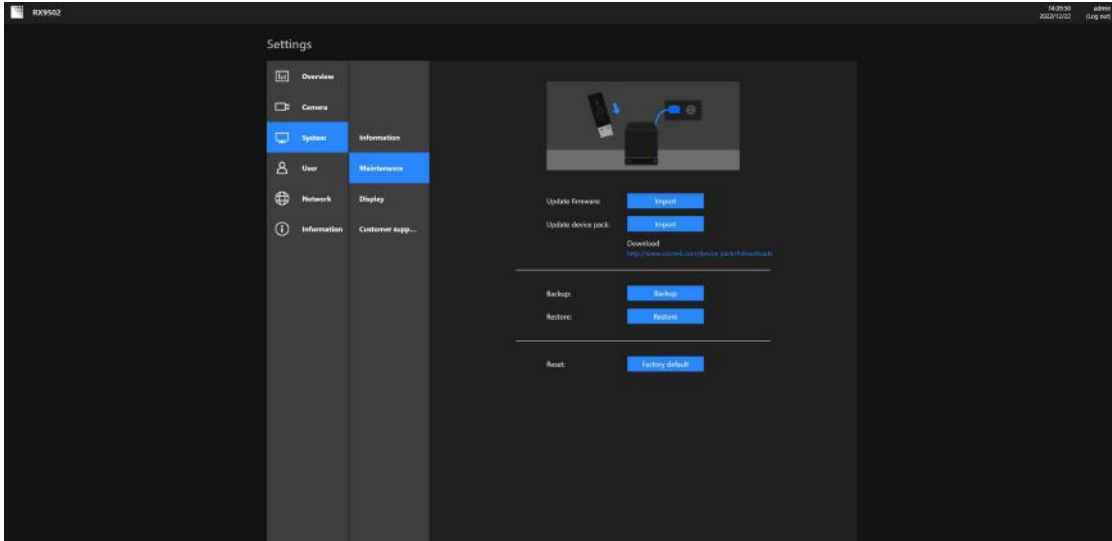 RX9502
14:09:50 admin
2022/12/22 (Log out)
Settings
Overview
Camera
System
Information
User
Maintenance
Network
Display
Information
Customer supp...
Update firmware:
Import
Update device pack:
Import
Download
Backup:
Backup
Restore:
Restore
Reset:
Factory default